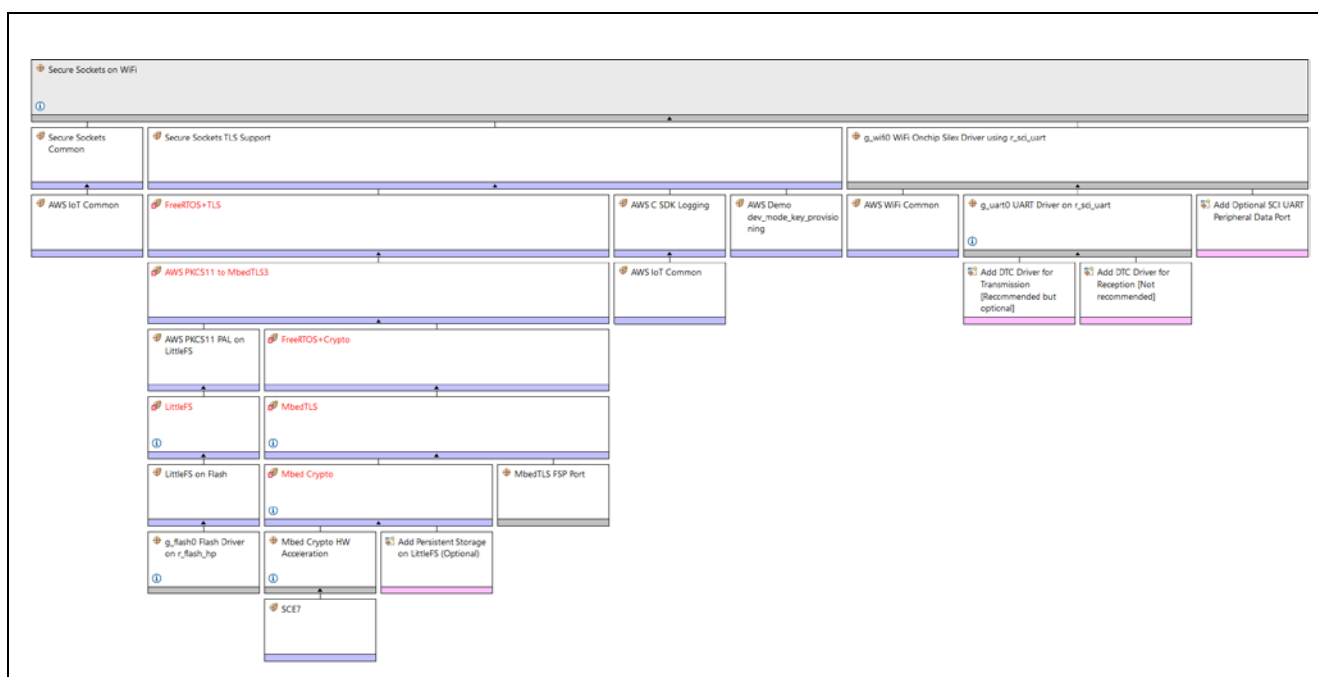 Secure Sockets on WiFi
Secure Sockets
Common
Secure Sockets TLS Support
g_wifi0 WiFi Onchip Silex Driver using r_sci_uart
AWS IoT Common
FreeRTOS+TLS
AWS C SDK Logging
AWS Demo
dev_mode_key_provisio
ning
AWS WiFi Common
g_uart0 UART Driver on r_sci_uart
Add Optional SCI UART
Peripheral Data Port
AWS PKCS11 to MbedTLS3
AWS IoT Common
Add DTC Driver for
Transmission
[Recommended but
optional]
Add DTC Driver for
Reception [Not
recommended]
AWS PKCS11 PAL on
LittleFS
FreeRTOS+Crypto
LittleFS
MbedTLS
LittleFS on Flash
Mbed Crypto
MbedTLS FSP Port
g_flash0 Flash Driver
on r_flash_hp
Mbed Crypto HW
Acceleration
Add Persistent Storage
on LittleFS (Optional)
SCE7